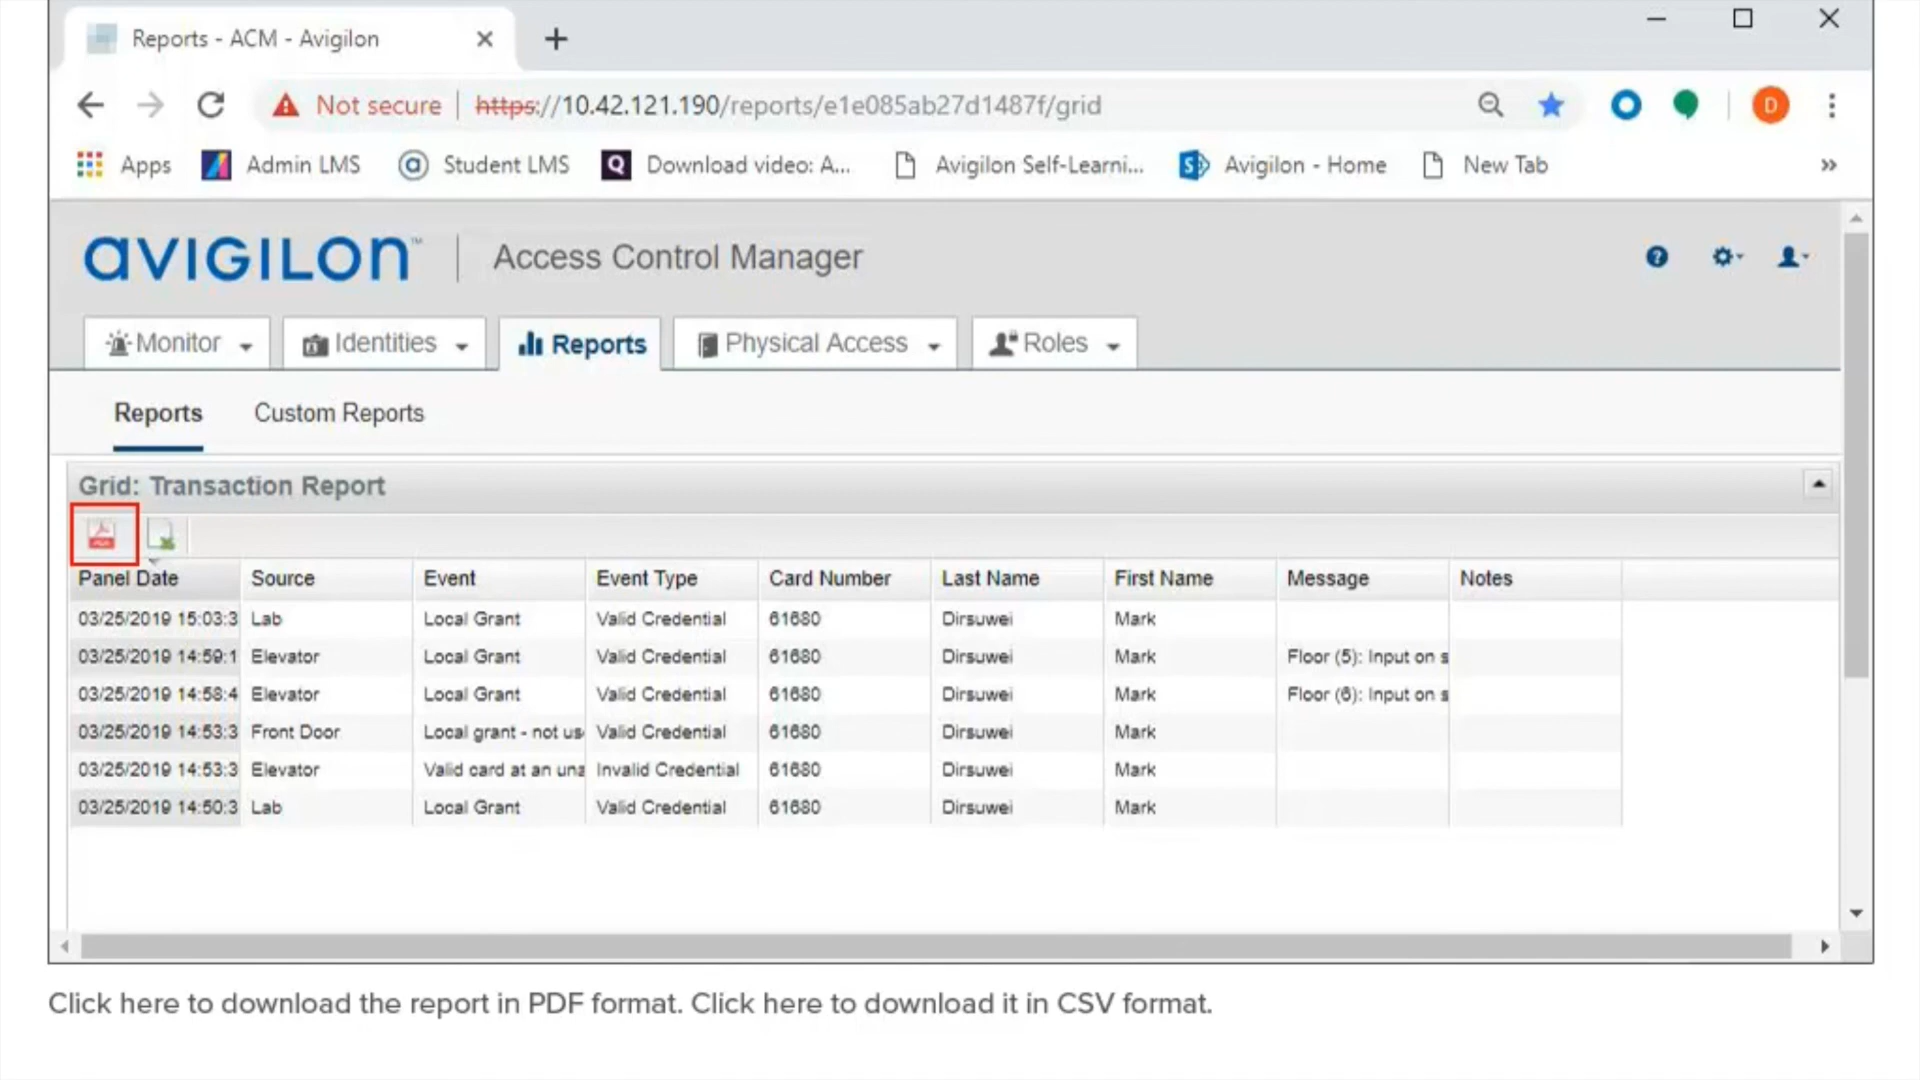 Reports - ACM - Avigilon
Not secure https://10.42.121.190/reports/e1e085ab27d1487f/grid D
Apps Admin LMS Student LMS Q Download video: A... Avigilon Self-Learni... S Avigilon - Home New Tab »
AVIGILON™ Access Control Manager
Monitor Identities Reports Physical Access Roles
Reports Custom Reports
Grid: Transaction Report
Panel Date Source Event Event Type Card Number Last Name First Name Message Notes
03/25/2019 15:03:3 Lab Local Grant Valid Credential 61680 Dirsuwei Mark
03/25/2019 14:59:1 Elevator Local Grant Valid Credential 61680 Dirsuwei Mark Floor (5): Input on s
03/25/2019 14:58:4 Elevator Local Grant Valid Credential 61680 Dirsuwei Mark Floor (6): Input on s
03/25/2019 14:53:3 Front Door Local grant - not us Valid Credential 61680 Dirsuwei Mark
03/25/2019 14:53:3 Elevator Valid card at an una Invalid Credential 61680 Dirsuwei Mark
03/25/2019 14:50:3 Lab Local Grant Valid Credential 61680 Dirsuwei Mark
Click here to download the report in PDF format. Click here to download it in CSV format.